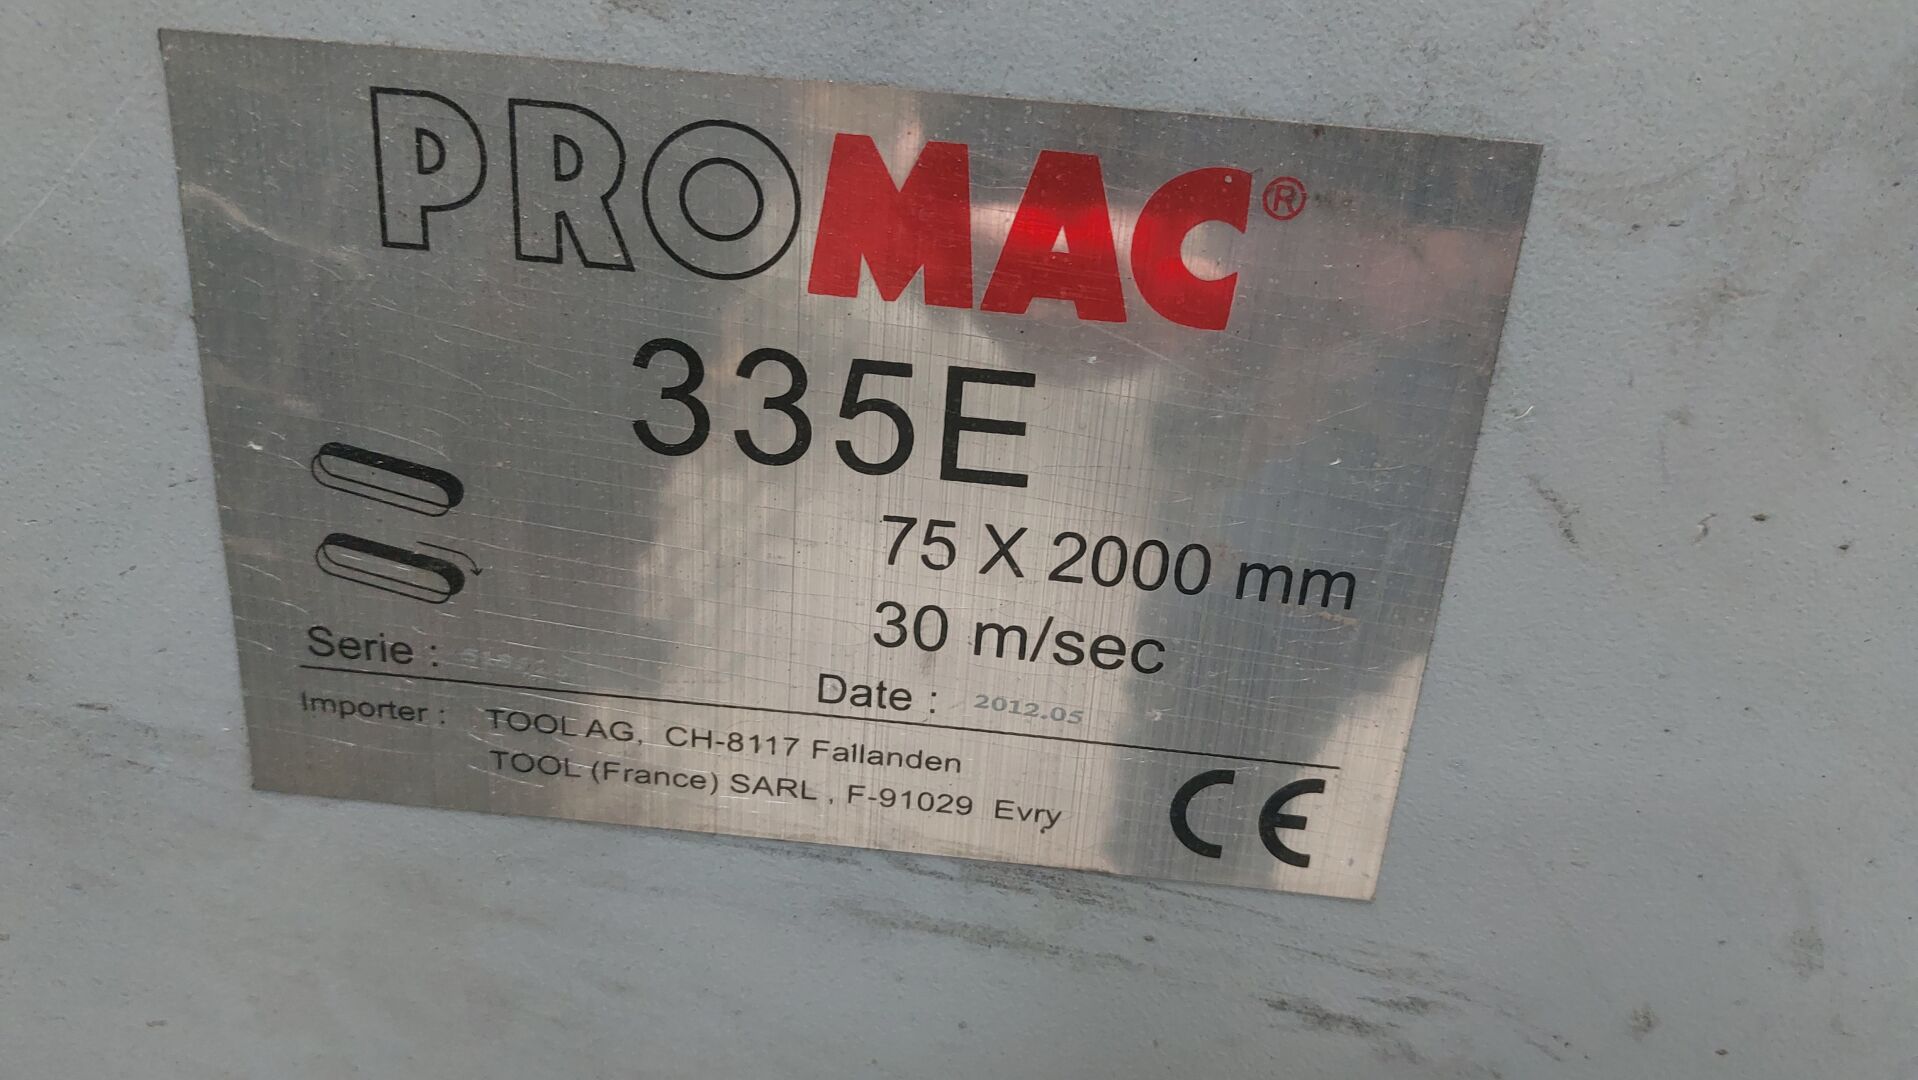 PROMAC®
335E
75 X 2000 mm
30 m/sec
Serie :
Date : 2012.05
Importer : TOOL AG, CH-8117 Fallanden
TOOL (France) SARL , F-91029 Evry
CE